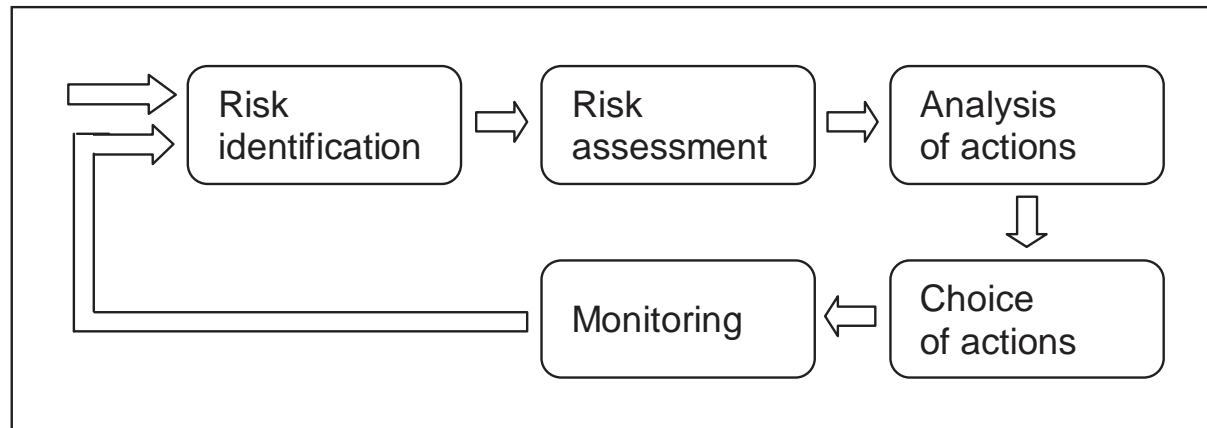 Risk
identification
Risk
assessment
Analysis
of actions
Choice
of actions
Monitoring